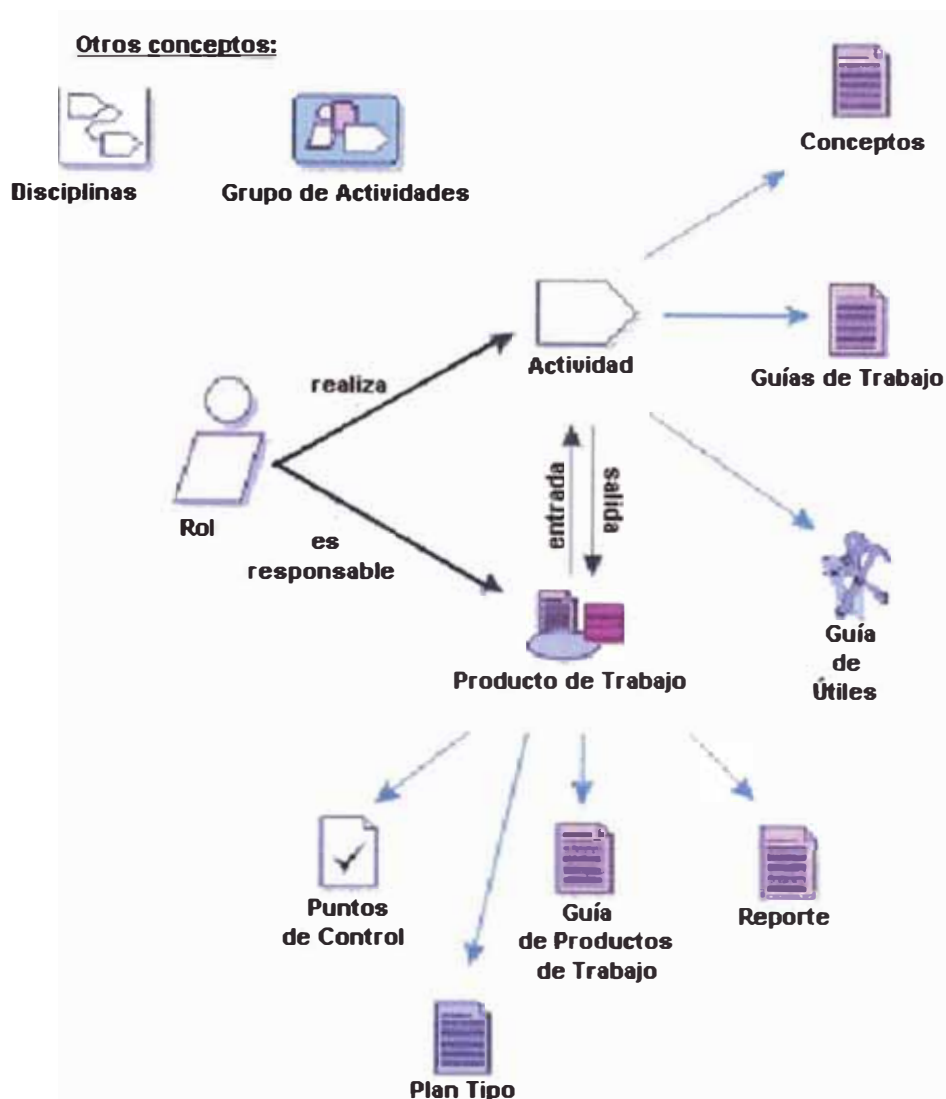 Otros conceptos:
Disciplinas
Grupo de Actividades
Conceptos
Actividad
Guías de Trabajo
realiza
Rol
es
responsable
entrada
salida
Producto de Trabajo
Guía
de
Útiles
Puntos
de Control
Guía
de Productos
de Trabajo
Reporte
Plan Tipo